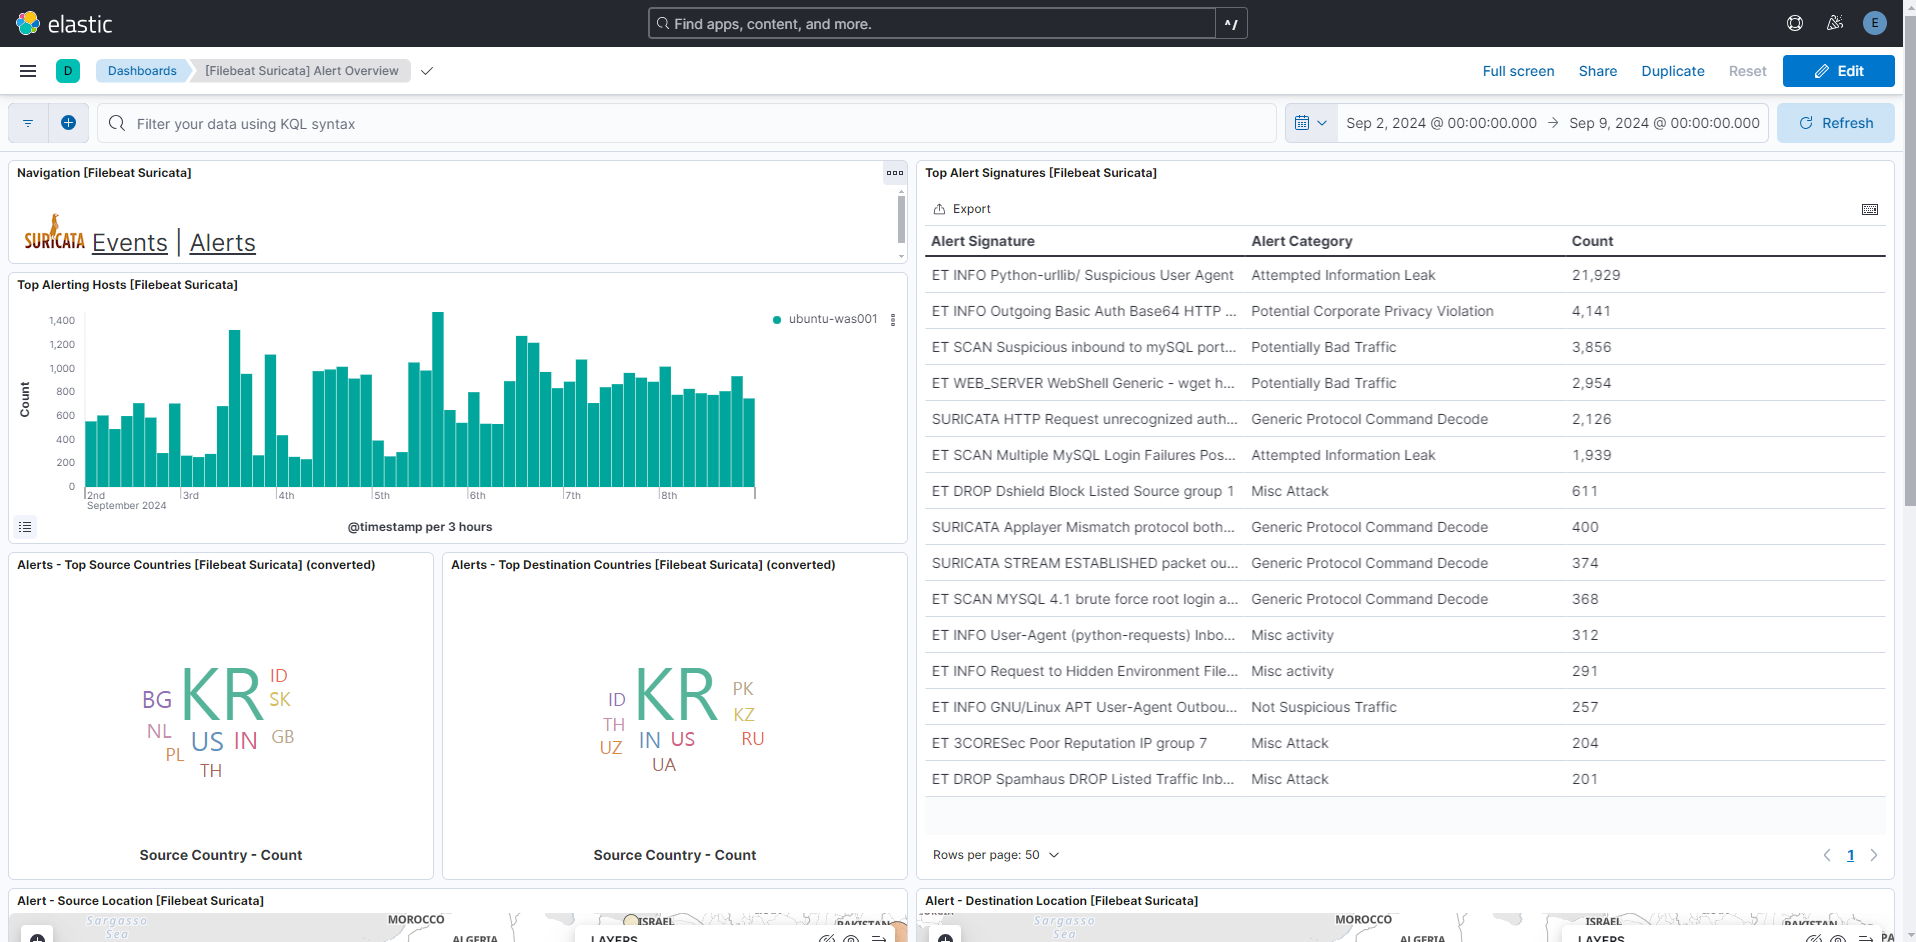 elastic
Find apps, content, and more.
^/
E
D
Dashboards
[Filebeat Suricata] Alert Overview
Full screen
Share
Duplicate
Reset
Edit
Filter your data using KQL syntax
Sep 2, 2024 @ 00:00:00.000 → Sep 9, 2024 @ 00:00:00.000
Refresh
Navigation [Filebeat Suricata]
SURICATA Events | Alerts
Top Alerting Hosts [Filebeat Suricata]
ubuntu-was001
1,400
1,200
1,000
800
600
400
200
0
Count
2nd 3rd 4th 5th 6th 7th 8th
September 2024
@timestamp per 3 hours
Top Alert Signatures [Filebeat Suricata]
Export
Alert Signature Alert Category Count
ET INFO Python-urllib/ Suspicious User Agent Attempted Information Leak 21,929
ET INFO Outgoing Basic Auth Base64 HTTP ... Potential Corporate Privacy Violation 4,141
ET SCAN Suspicious inbound to mySQL port... Potentially Bad Traffic 3,856
ET WEB_SERVER WebShell Generic - wget h... Potentially Bad Traffic 2,954
SURICATA HTTP Request unrecognized auth... Generic Protocol Command Decode 2,126
ET SCAN Multiple MySQL Login Failures Pos... Attempted Information Leak 1,939
ET DROP Dshield Block Listed Source group 1 Misc Attack 611
SURICATA Applayer Mismatch protocol both... Generic Protocol Command Decode 400
SURICATA STREAM ESTABLISHED packet ou... Generic Protocol Command Decode 374
ET SCAN MYSQL 4.1 brute force root login a... Generic Protocol Command Decode 368
ET INFO User-Agent (python-requests) Inbo... Misc activity 312
ET INFO Request to Hidden Environment File... Misc activity 291
ET INFO GNU/Linux APT User-Agent Outbou... Not Suspicious Traffic 257
ET 3CORESec Poor Reputation IP group 7 Misc Attack 204
ET DROP Spamhaus DROP Listed Traffic Inb... Misc Attack 201
Rows per page: 50
1
Alerts - Top Source Countries [Filebeat Suricata] (converted)
KR
ID
BG
SK
NL
US
IN
GB
PL
TH
Source Country - Count
Alerts - Top Destination Countries [Filebeat Suricata] (converted)
KR
PK
ID
KZ
TH
IN
US
RU
UZ
UA
Source Country - Count
Alert - Source Location [Filebeat Suricata]
Sargasso
Sea
MOROCCO
ALGERIA
ISRAEL
PAKISTAN
LAYERS
Alert - Destination Location [Filebeat Suricata]
Sargasso
Sea
MOROCCO
ALGERIA
ISRAEL
PAKISTAN
LAYERS